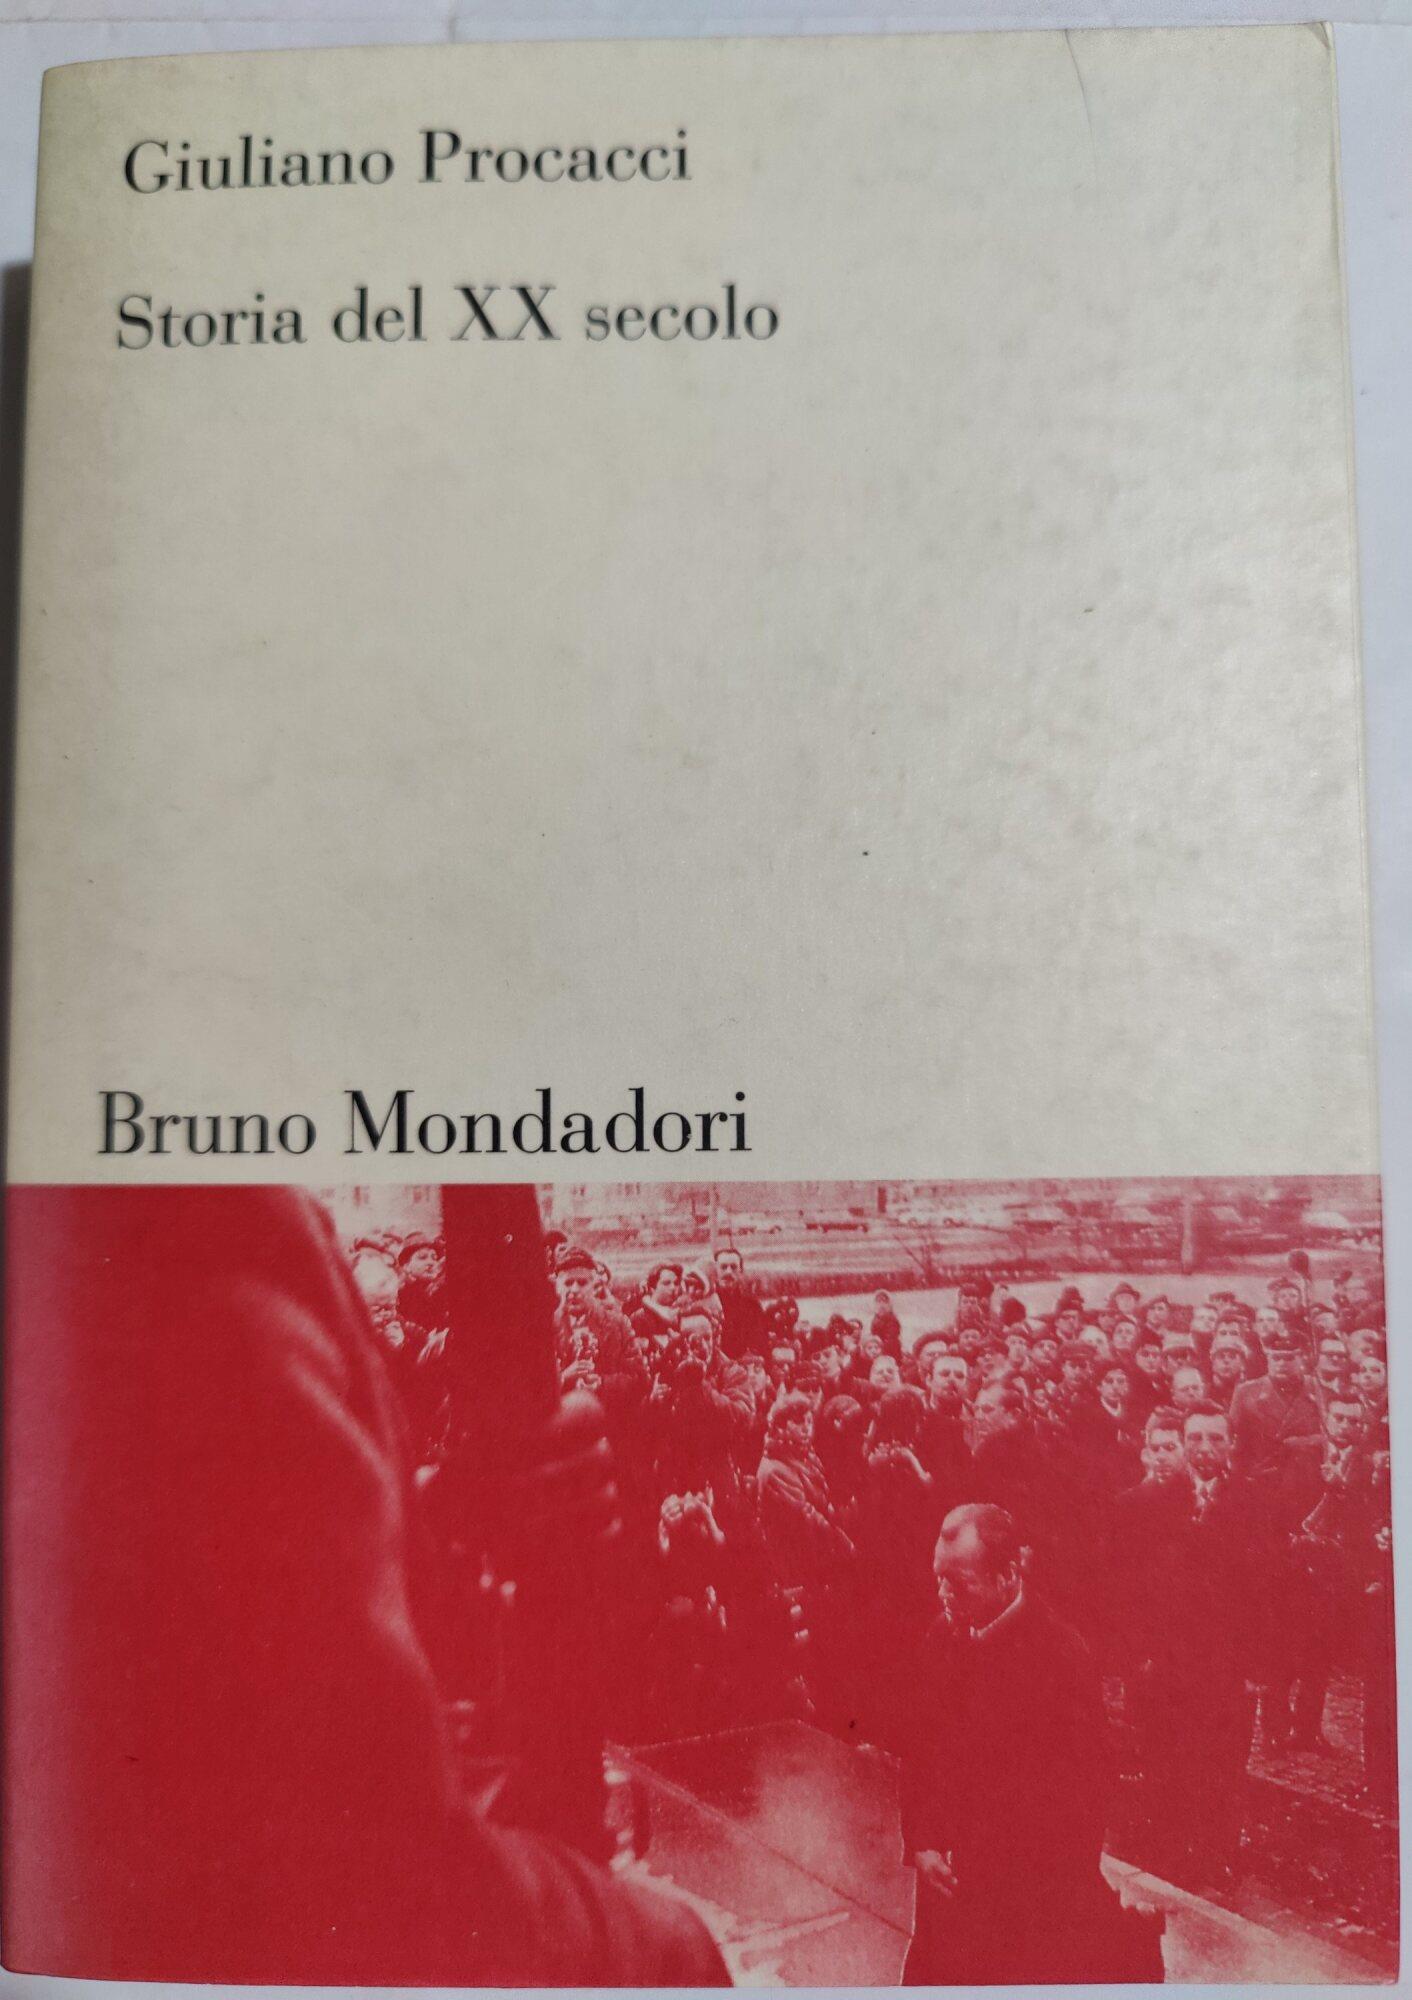 Giuliano Procacci
Storia del XX secolo
Bruno Mondadori